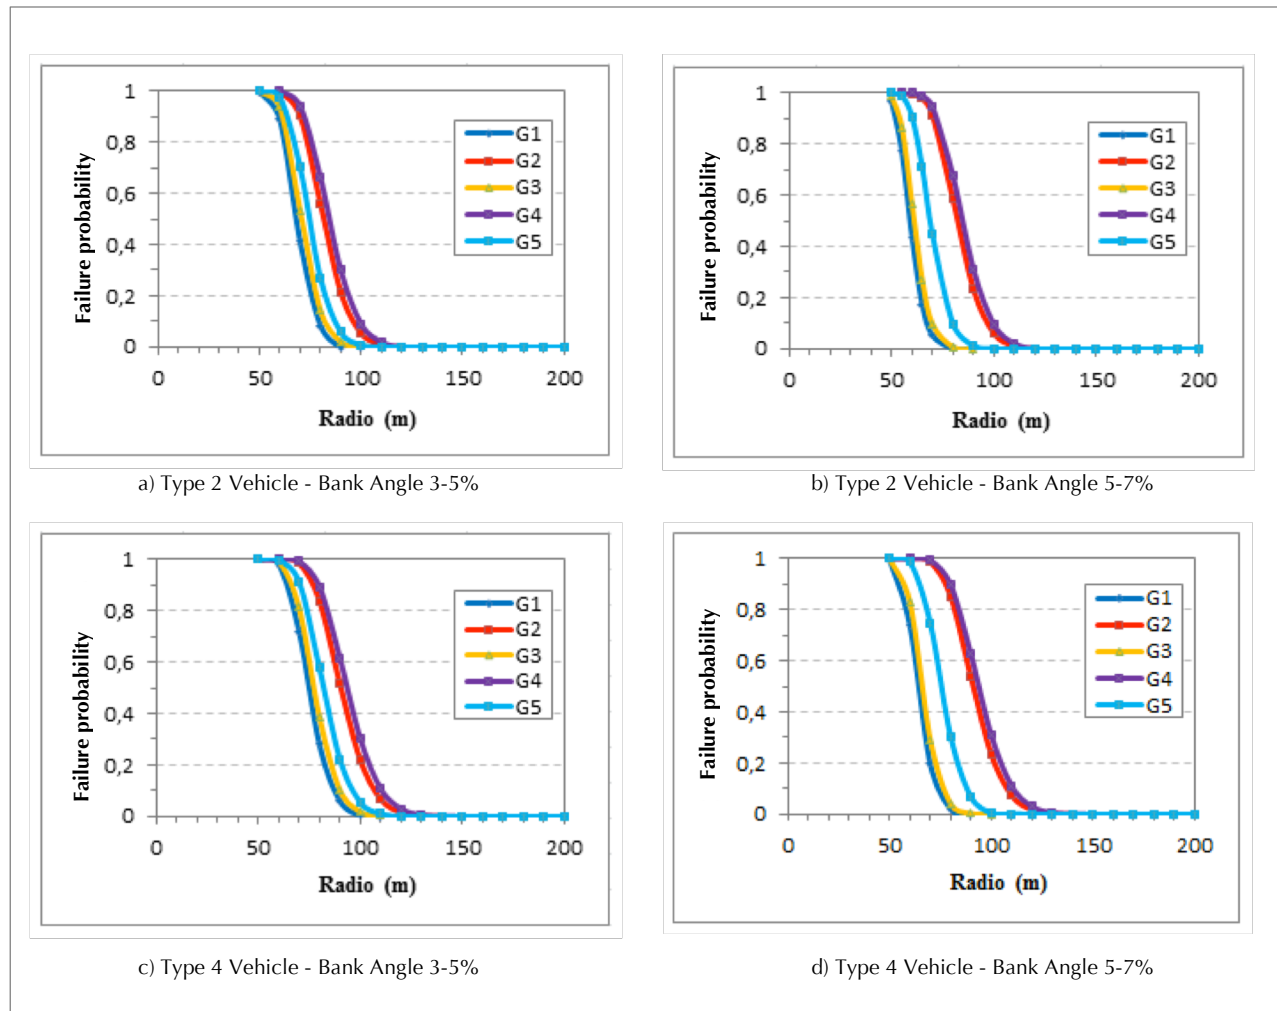 1
0,8
0,6
0,4
0,2
0
Failure probability
0 50 100 150 200
Radio (m)
G1
G2
G3
G4
G5
a) Type 2 Vehicle - Bank Angle 3-5%
1
0,8
0,6
0,4
0,2
0
Failure probability
0 50 100 150 200
Radio (m)
G1
G2
G3
G4
G5
b) Type 2 Vehicle - Bank Angle 5-7%
1
0,8
0,6
0,4
0,2
0
Failure probability
0 50 100 150 200
Radio (m)
G1
G2
G3
G4
G5
c) Type 4 Vehicle - Bank Angle 3-5%
1
0,8
0,6
0,4
0,2
0
Failure probability
0 50 100 150 200
Radio (m)
G1
G2
G3
G4
G5
d) Type 4 Vehicle - Bank Angle 5-7%